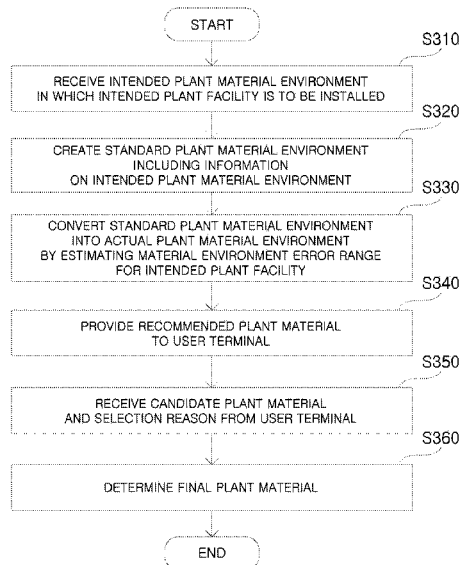 START
S310
RECEIVE INTENDED PLANT MATERIAL ENVIRONMENT
IN WHICH INTENDED PLANT FACILITY IS TO BE INSTALLED
S320
CREATE STANDARD PLANT MATERIAL ENVIRONMENT
INCLUDING INFORMATION
ON INTENDED PLANT MATERIAL ENVIRONMENT
S330
CONVERT STANDARD PLANT MATERIAL ENVIRONMENT
INTO ACTUAL PLANT MATERIAL ENVIRONMENT
BY ESTIMATING MATERIAL ENVIRONMENT ERROR RANGE
FOR INTENDED PLANT FACILITY
S340
PROVIDE RECOMMENDED PLANT MATERIAL
TO USER TERMINAL
S350
RECEIVE CANDIDATE PLANT MATERIAL
AND SELECTION REASON FROM USER TERMINAL
S360
DETERMINE FINAL PLANT MATERIAL
END